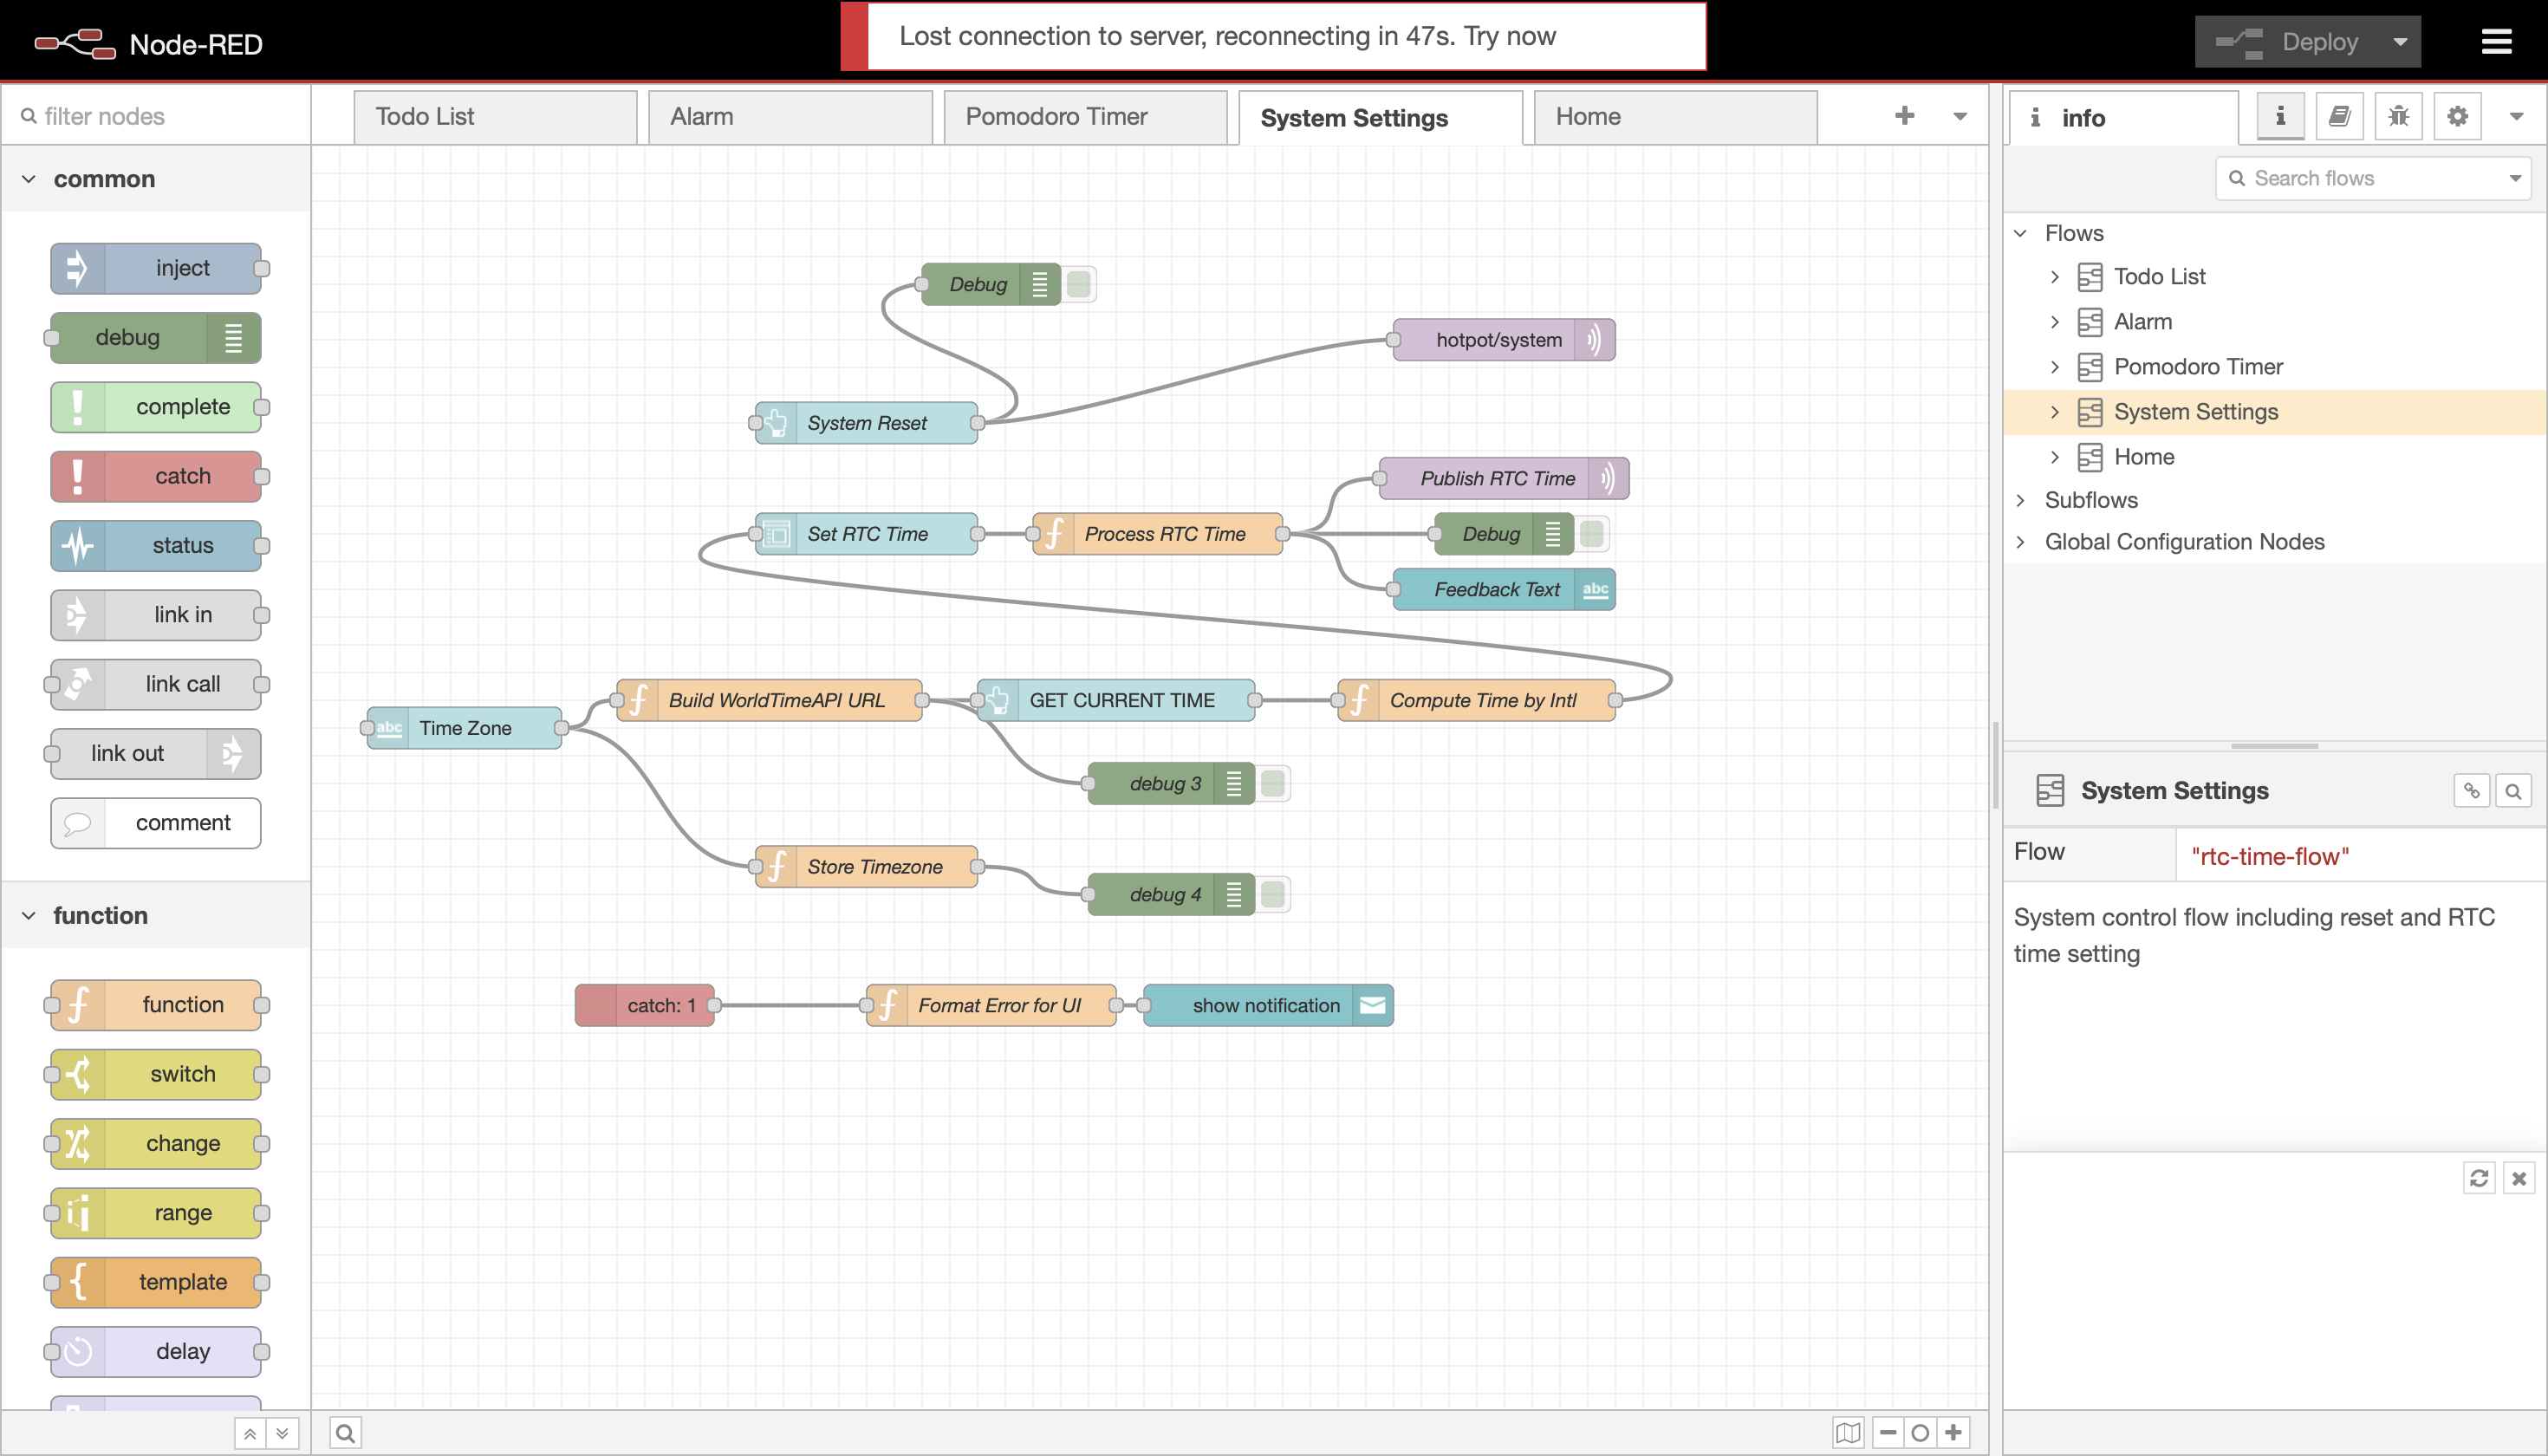 Node-RED
Lost connection to server, reconnecting in 47s. Try now
Deploy
filter nodes
Todo List
Alarm
Pomodoro Timer
System Settings
Home
info
common
inject
debug
complete
catch
status
link in
link call
link out
comment
function
function
switch
change
range
template
delay
Debug
hotpot/system
System Reset
Publish RTC Time
Set RTC Time
Process RTC Time
Debug
Feedback Text
abc
Build WorldTimeAPI URL
GET CURRENT TIME
Compute Time by Intl
abc
Time Zone
debug 3
Store Timezone
debug 4
catch: 1
Format Error for UI
show notification
Search flows
Flows
Todo List
Alarm
Pomodoro Timer
System Settings
Home
Subflows
Global Configuration Nodes
System Settings
Flow
"rtc-time-flow"
System control flow including reset and RTC
time setting